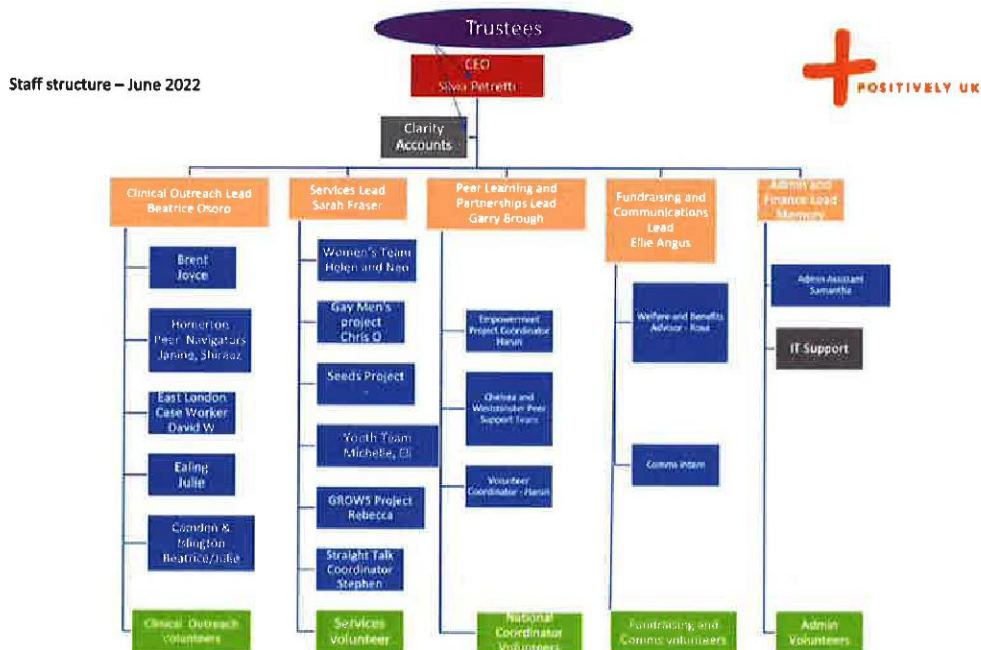 Trustees
CEO
Silvia Petretti
Staff structure – June 2022
POSITIVELY UK
Clarity
Accounts
Clinical Outreach Lead
Beatrice Osoro
Services Lead
Sarah Fraser
Peer Learning and
Partnerships Lead
Garry Brough
Fundraising and
Communications
Lead
Ellie Angus
Admin and
Finance Lead
Memory
Brent
Joyce
Homerton
Peer Navigators
Janine, Shiraaz
East London
Case Worker
David W
Ealing
Julie
Camden &
Islington
Beatrice/Julie
Clinical Outreach
volunteers
Women's Team
Helen and Nao
Gay Men's
project
Chris O
Seeds Project
-
Youth Team
Michelle, Eli
GROWS Project
Rebecca
Straight Talk
Coordinator
Stephen
Services
volunteer
Empowerment
Project Coordinator
Harun
Chelsea and
Westminster Peer
Support Team
Volunteer
Coordinator - Harun
National
Coordinator
Volunteers
Welfare and Benefits
Advisor - Rosa
Comms intern
Fundraising and
Comms volunteers
Admin Assistant
Samantha
IT Support
Admin
Volunteers